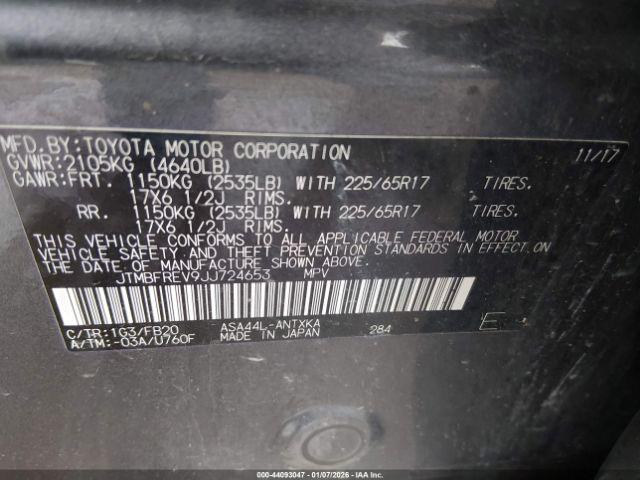 MFD.BY:TOYOTA MOTOR CORPORATION 11/17
GVWR:2105KG (4640LB)
GAWR:FRT. 1150KG (2535LB) WITH 225/65R17 TIRES.
17X6 1/2J RIMS.
RR. 1150KG (2535LB) WITH 225/65R17 TIRES.
17X6 1/2J RIMS.
THIS VEHICLE CONFORMS TO ALL APPLICABLE FEDERAL MOTOR
VEHICLE SAFETY AND THEFT PREVENTION STANDARDS IN EFFECT ON
THE DATE OF MANUFACTURE SHOWN ABOVE.
JTMBFREV9JJ724653 MPV
C/TR:1G3/FB20 ASA44L-ANTXKA 284 E
A/TM:-03A/U760F MADE IN JAPAN
000-44093047 | 01/07/2026 | IAAI.COM